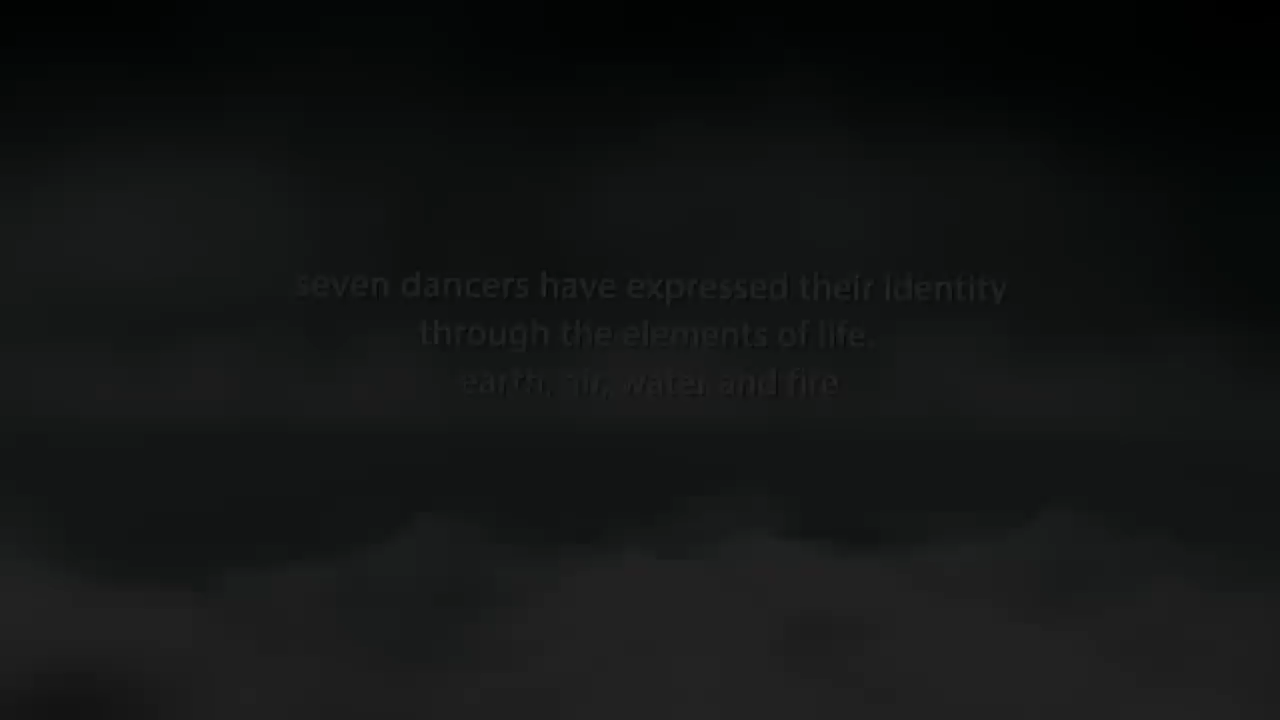 seven dancers have expressed their identity
through the elements of life.
earth, air, water and fire